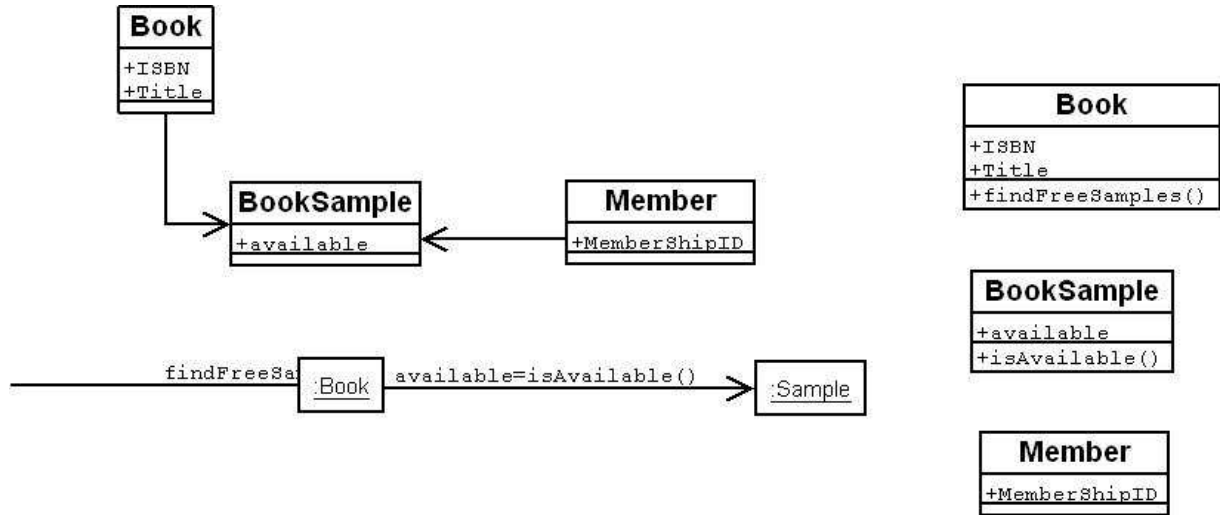 Book
+ISBN
+Title
BookSample
+available
Member
+MemberShipID
:Book
available=isAvailable()
:Sample
Book
+ISBN
+Title
+findFreeSamples()
BookSample
+available
+isAvailable()
Member
+MemberShipID